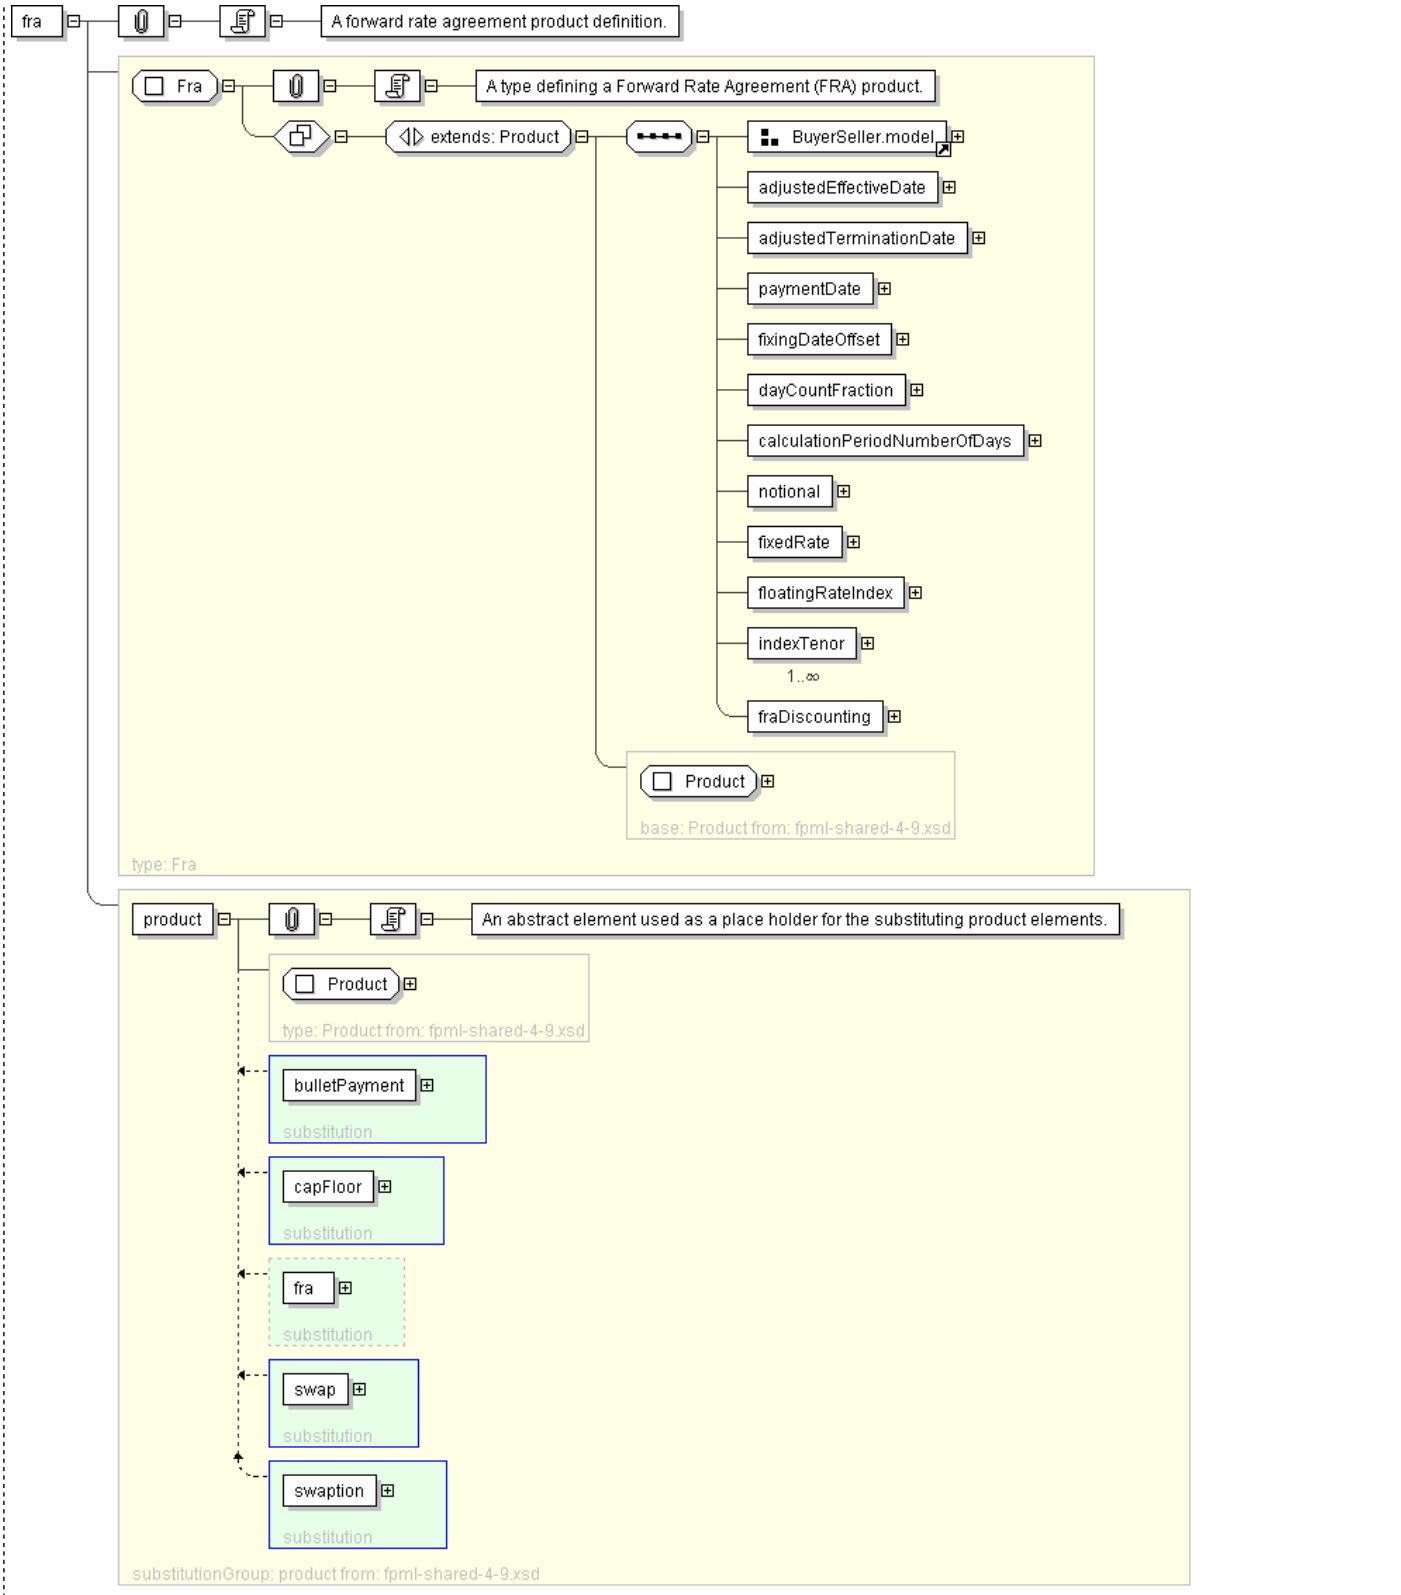 fra
A forward rate agreement product definition.
Fra
A type defining a Forward Rate Agreement (FRA) product.
extends: Product
BuyerSeller.model
adjustedEffectiveDate
adjustedTerminationDate
paymentDate
fixingDateOffset
dayCountFraction
calculationPeriodNumberOfDays
notional
fixedRate
floatingRateIndex
indexTenor
1..∞
fraDiscounting
Product
base: Product from: fpml-shared-4-9.xsd
type: Fra
product
An abstract element used as a place holder for the substituting product elements.
Product
type: Product from: fpml-shared-4-9.xsd
bulletPayment
substitution
capFloor
substitution
fra
substitution
swap
substitution
swaption
substitution
substitutionGroup: product from: fpml-shared-4-9.xsd